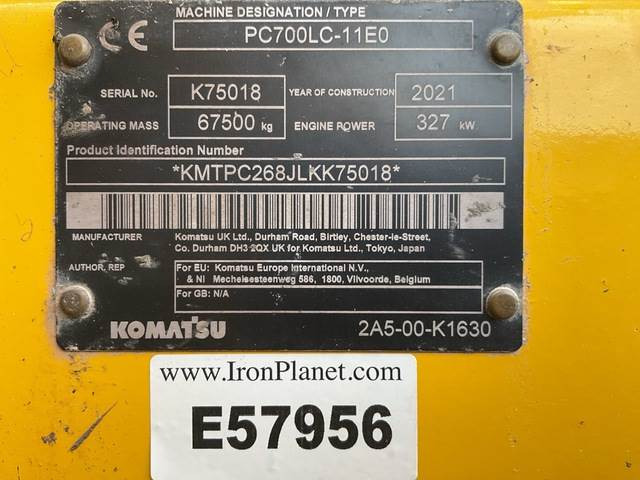 MACHINE DESIGNATION / TYPE
CE PC700LC-11E0
SERIAL No. K75018 YEAR OF CONSTRUCTION 2021
OPERATING MASS 67500 kg ENGINE POWER 327 kW
Product Identification Number
*KMTPC268JLKK75018*
MANUFACTURER Komatsu UK Ltd., Durham Road, Birtley, Chester-le-Street,
Co. Durham DH3 2QX UK for Komatsu Ltd., Tokyo, Japan
AUTHOR, REP For EU: Komatsu Europe International N.V.,
& NI Mechelsesteenweg 586, 1800, Vilvoorde, Belgium
For GB: N/A
KOMATSU 2A5-00-K1630
www.IronPlanet.com
E57956